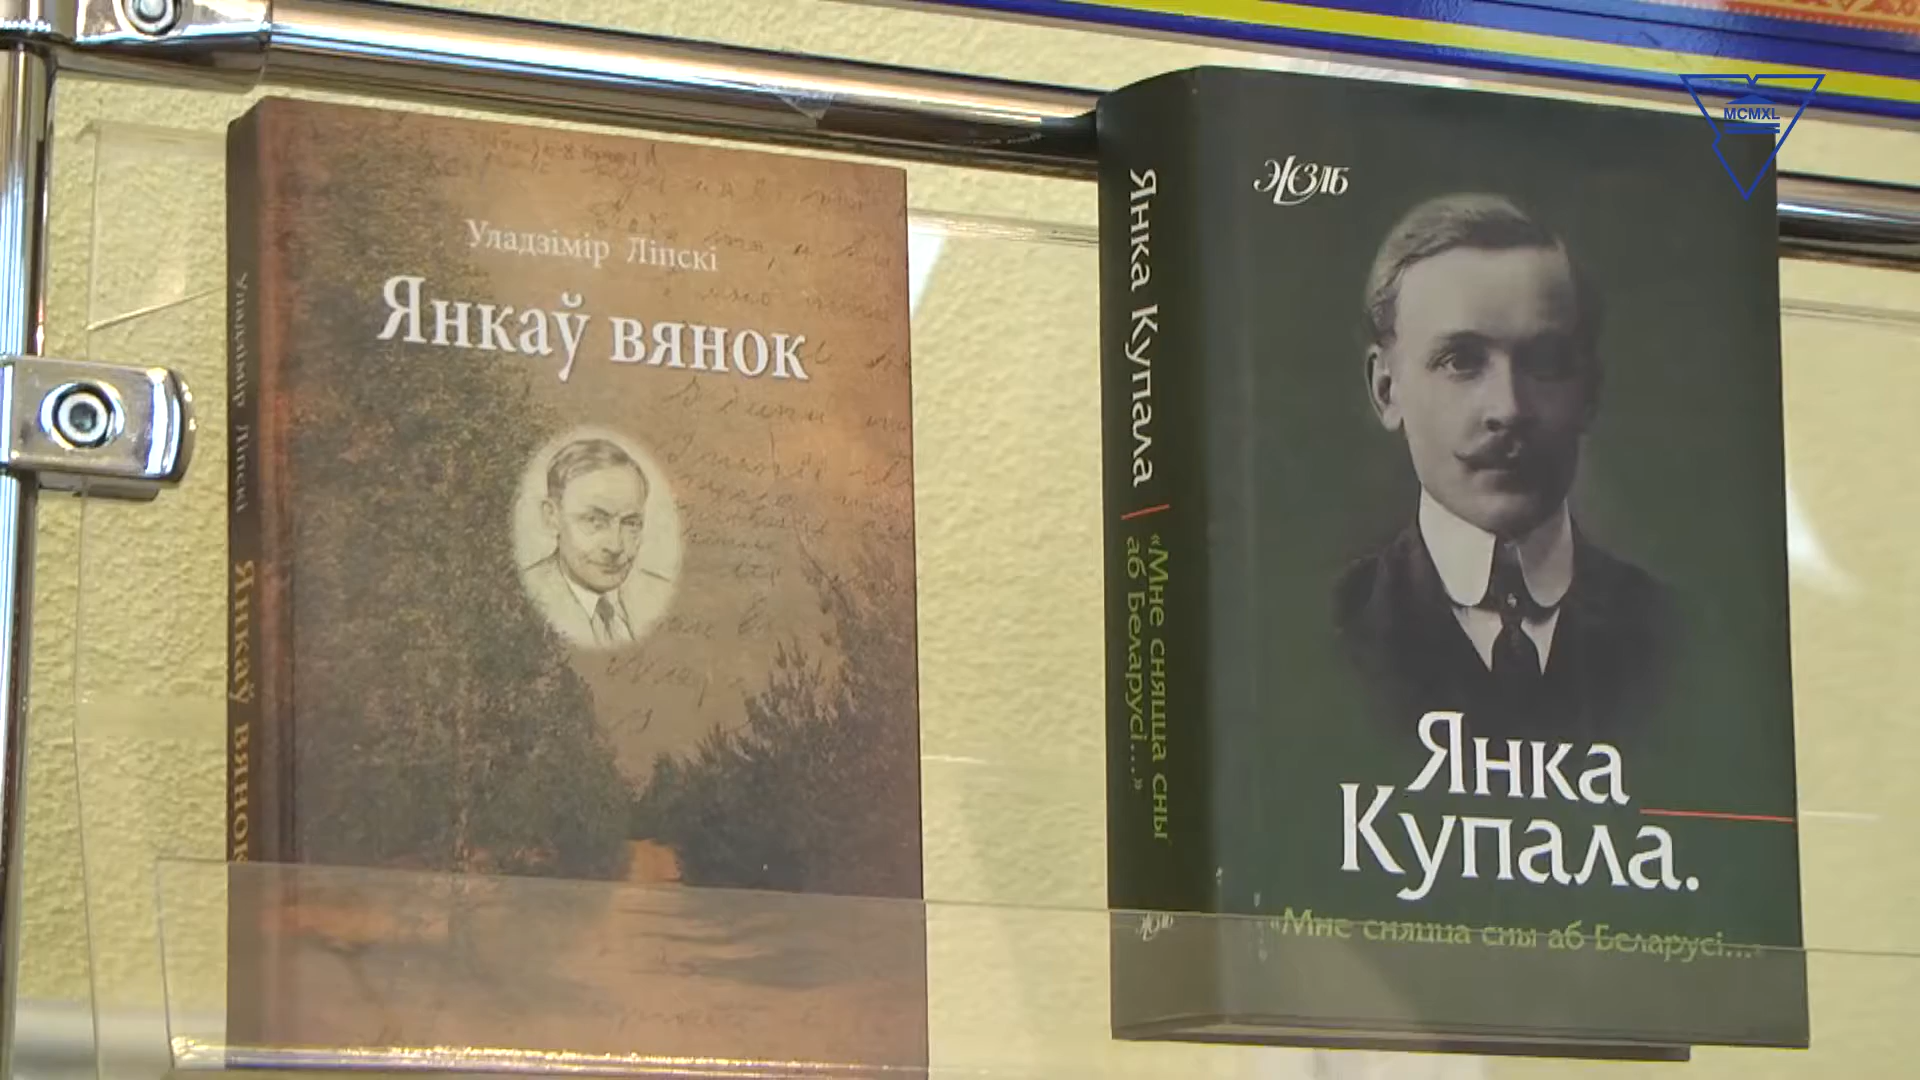 Уладзімір Ліпскі
Янкаў вянок
Уладзімір Ліпскі Янкаў вянок
Янка Купала
«Мне сняцца сны
аб Беларусі...»
ЖЗЛБ
ЖЗЛБ
Янка
Купала.
«Мне сняцца сны аб Беларусі...»
MCMXL